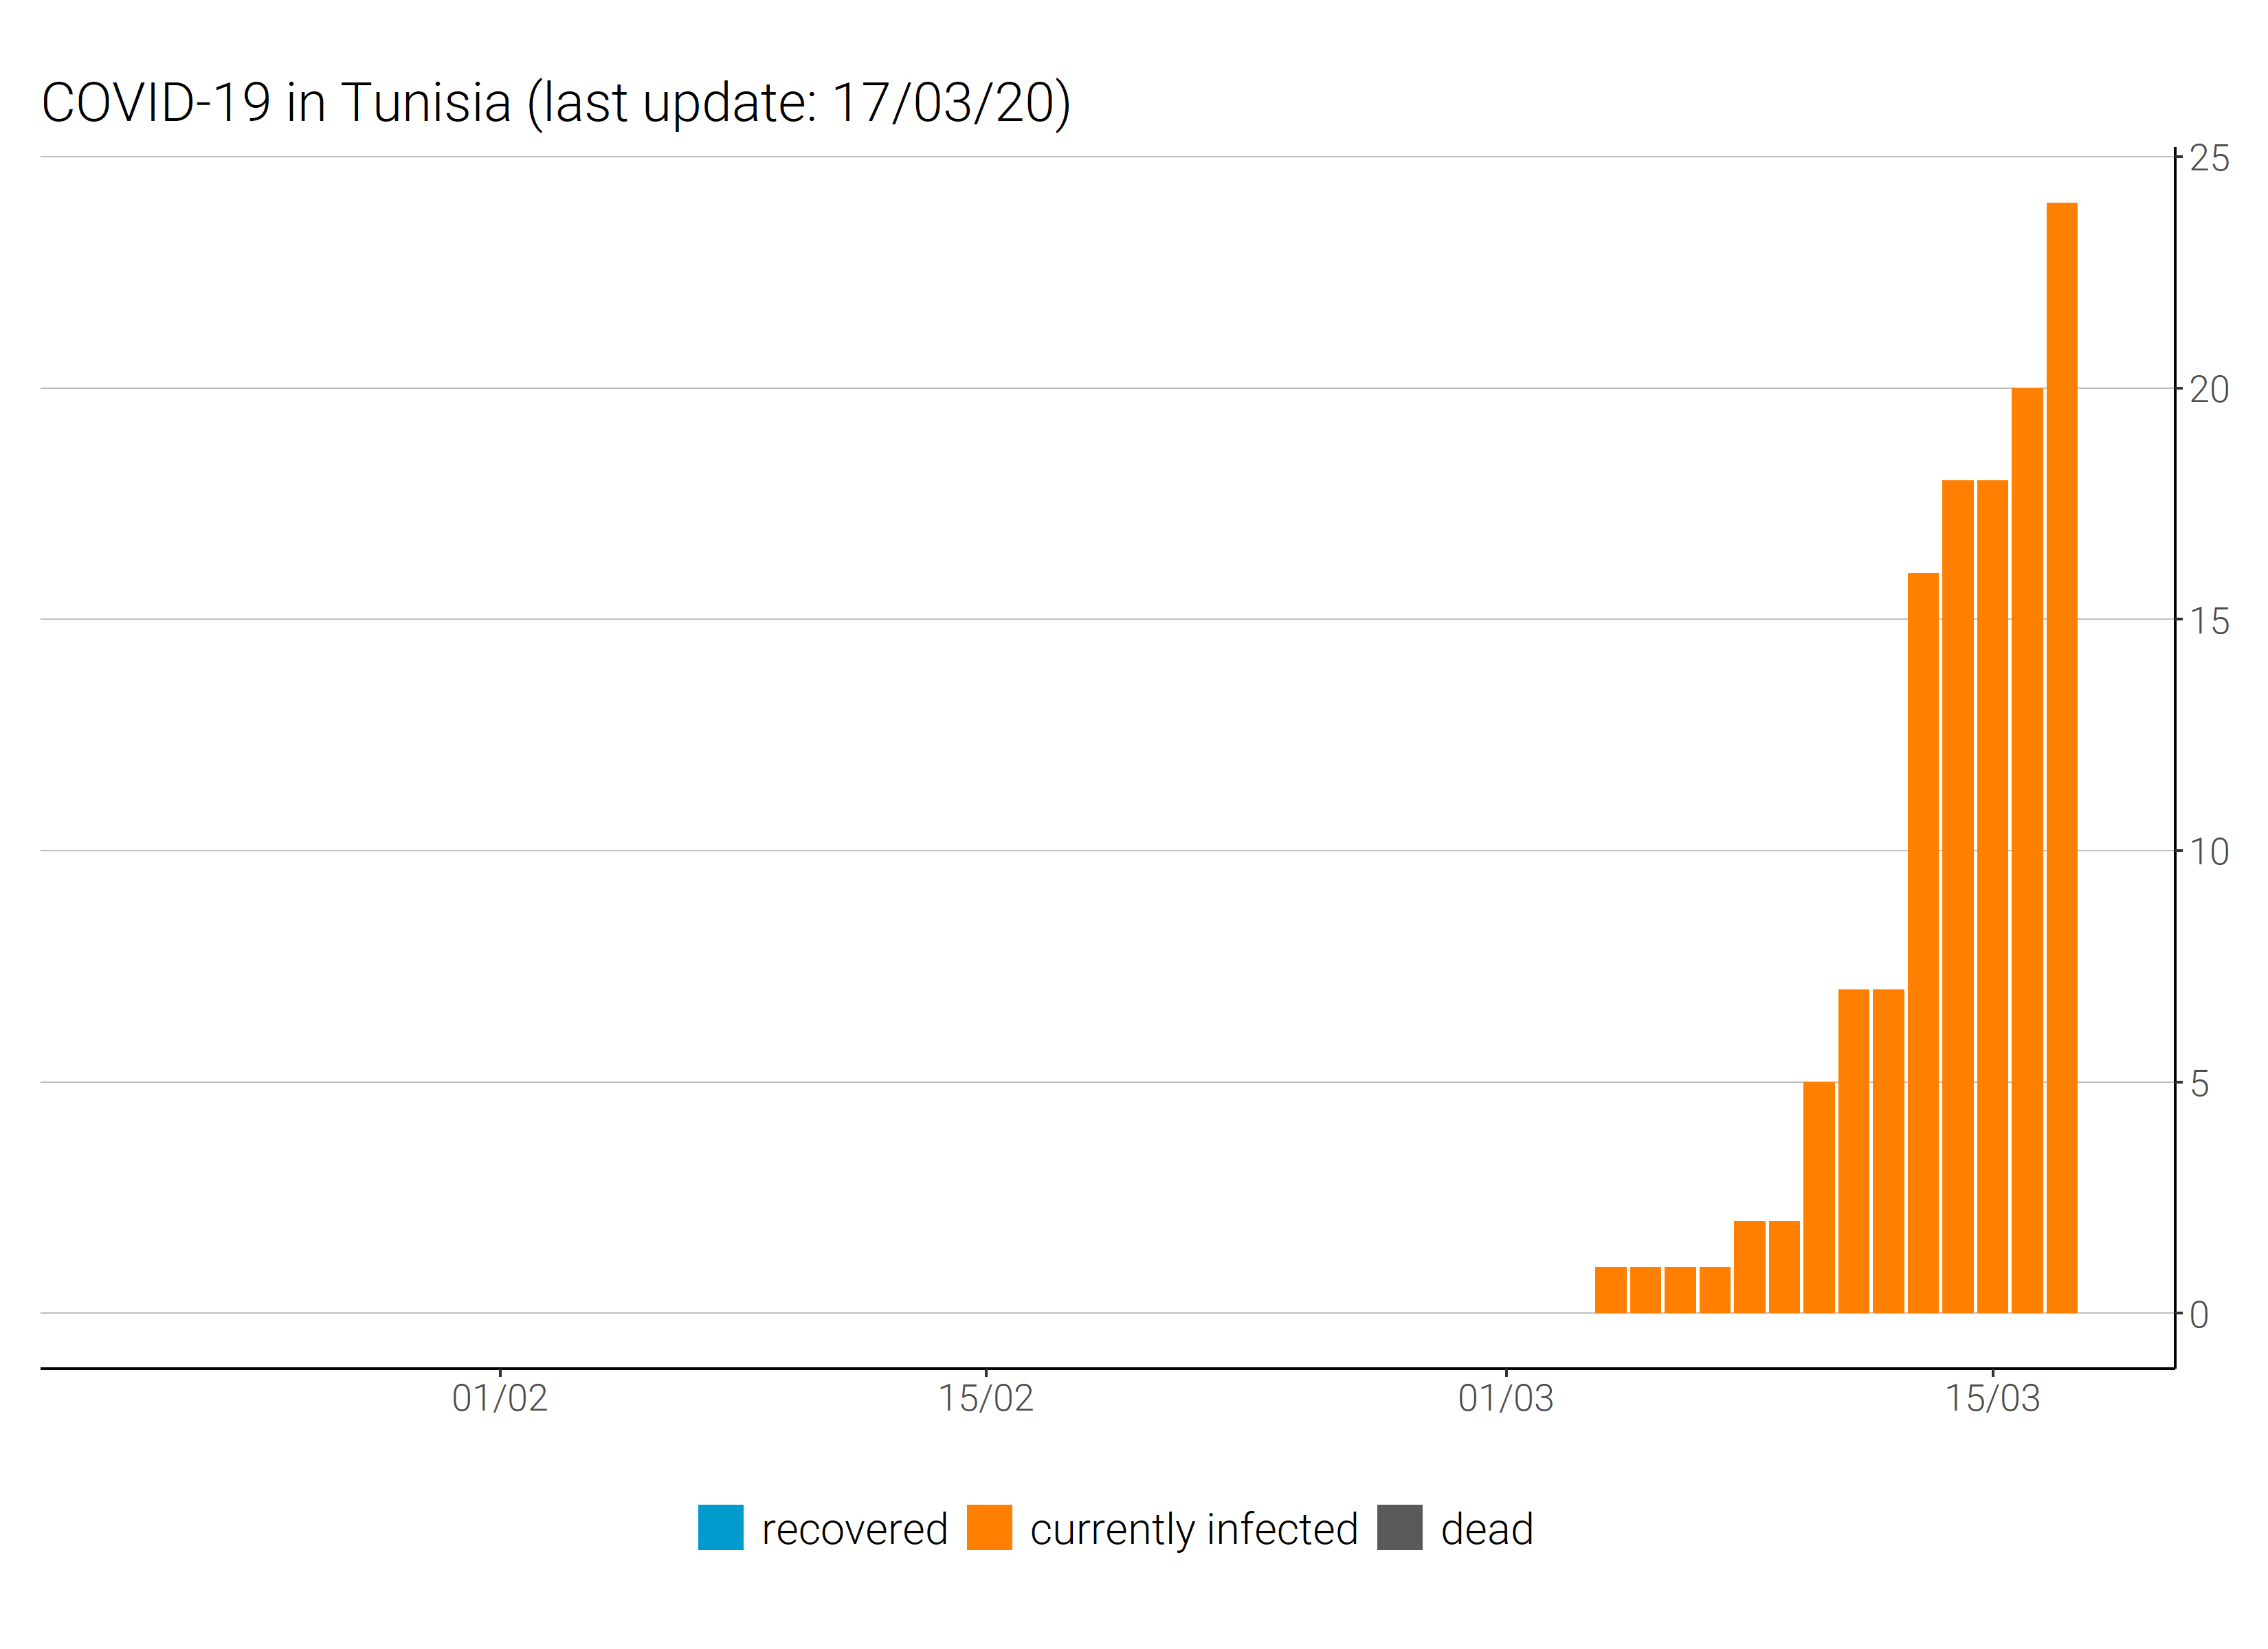 COVID-19 in Tunisia (last update: 17/03/20)
25
20
15
10
5
0
01/02 15/02 01/03 15/03
recovered currently infected dead